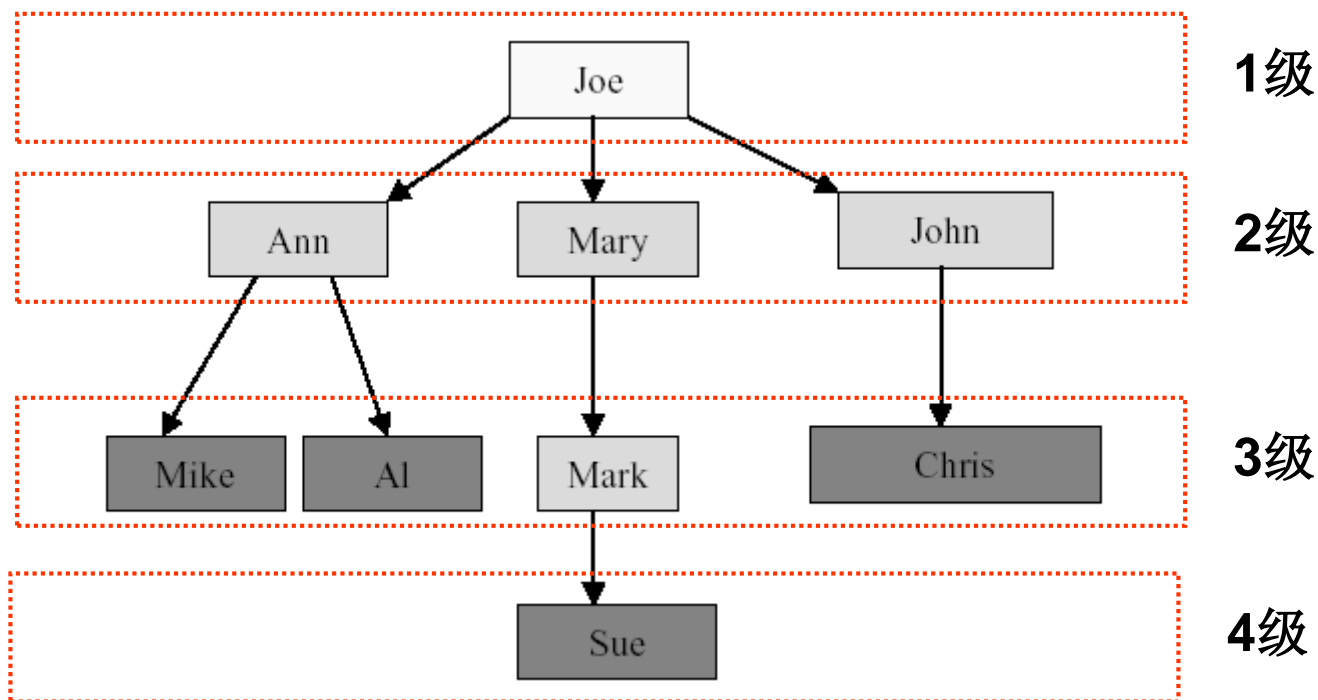 Joe
1级
Ann
Mary
John
2级
Mike
Al
Mark
Chris
3级
Sue
4级